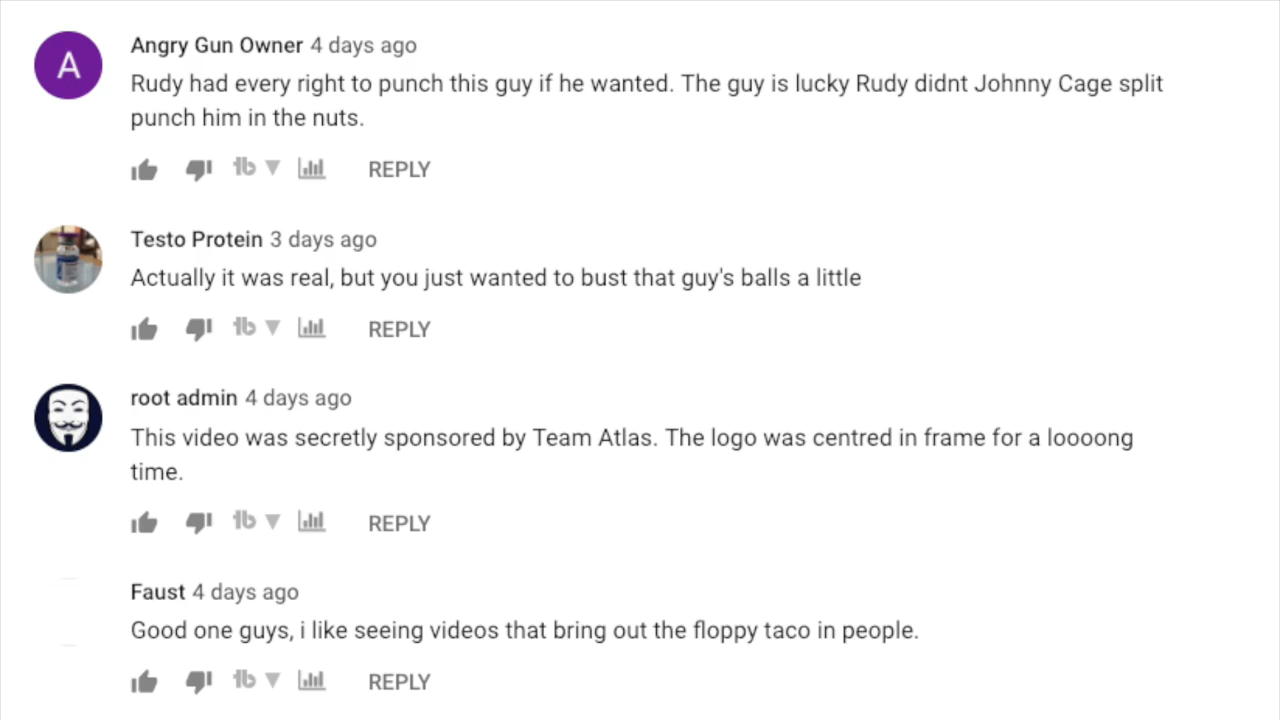 A
Angry Gun Owner 4 days ago
Rudy had every right to punch this guy if he wanted. The guy is lucky Rudy didnt Johnny Cage split
punch him in the nuts.
tb REPLY
Testo Protein 3 days ago
Actually it was real, but you just wanted to bust that guy's balls a little
tb REPLY
root admin 4 days ago
This video was secretly sponsored by Team Atlas. The logo was centred in frame for a loooong
time.
tb REPLY
Faust 4 days ago
Good one guys, i like seeing videos that bring out the floppy taco in people.
tb REPLY